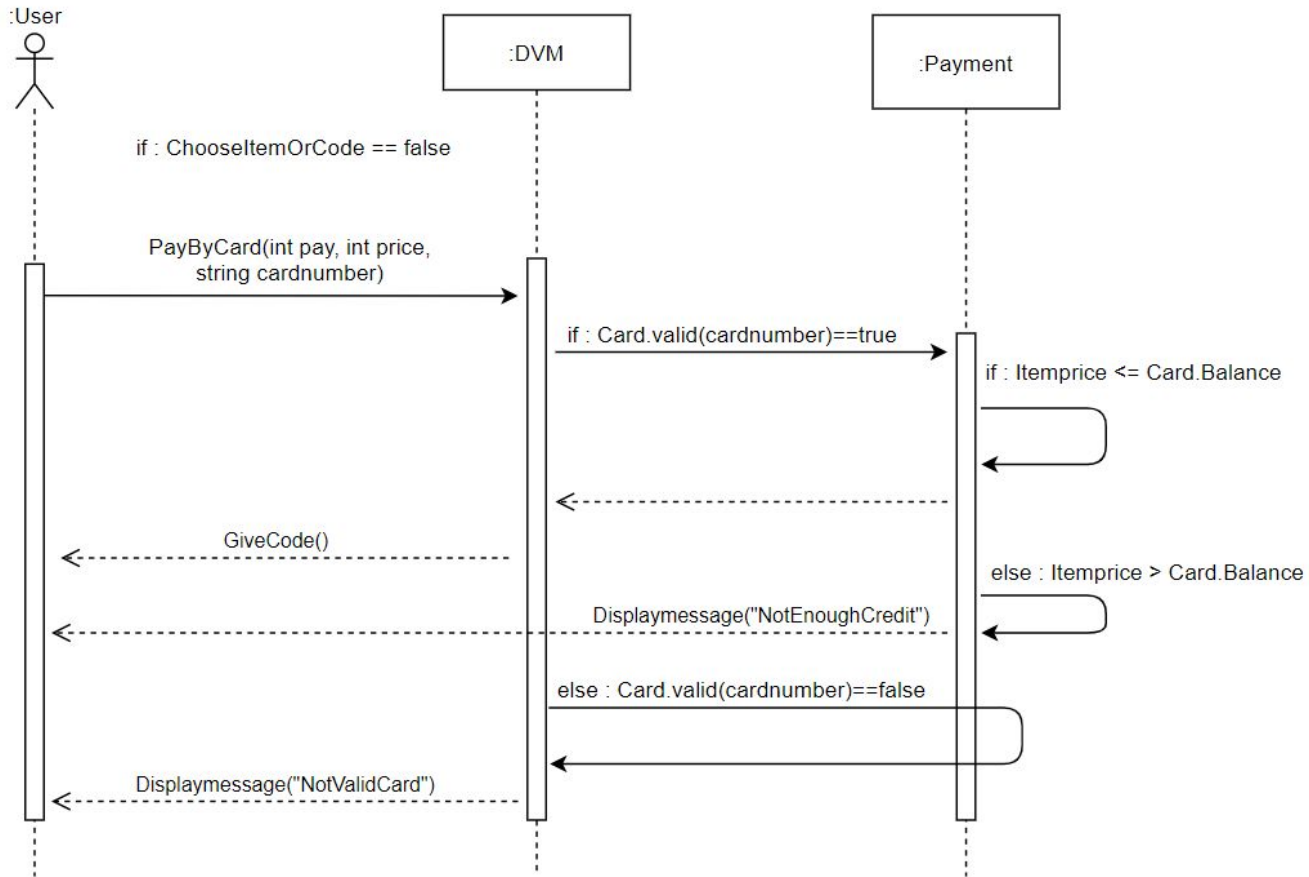 :User
:DVM
:Payment
if : ChooseItemOrCode == false
PayByCard(int pay, int price,
string cardnumber)
if : Card.valid(cardnumber)==true
if : Itemprice <= Card.Balance
GiveCode()
else : Itemprice > Card.Balance
Displaymessage("NotEnoughCredit")
else : Card.valid(cardnumber)==false
Displaymessage("NotValidCard")